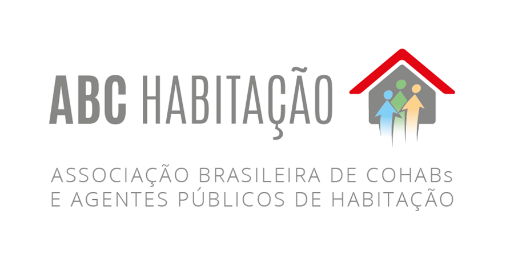 ABC HABITAÇÃO
ASSOCIAÇÃO BRASILEIRA DE COHABs
E AGENTES PÚBLICOS DE HABITAÇÃO